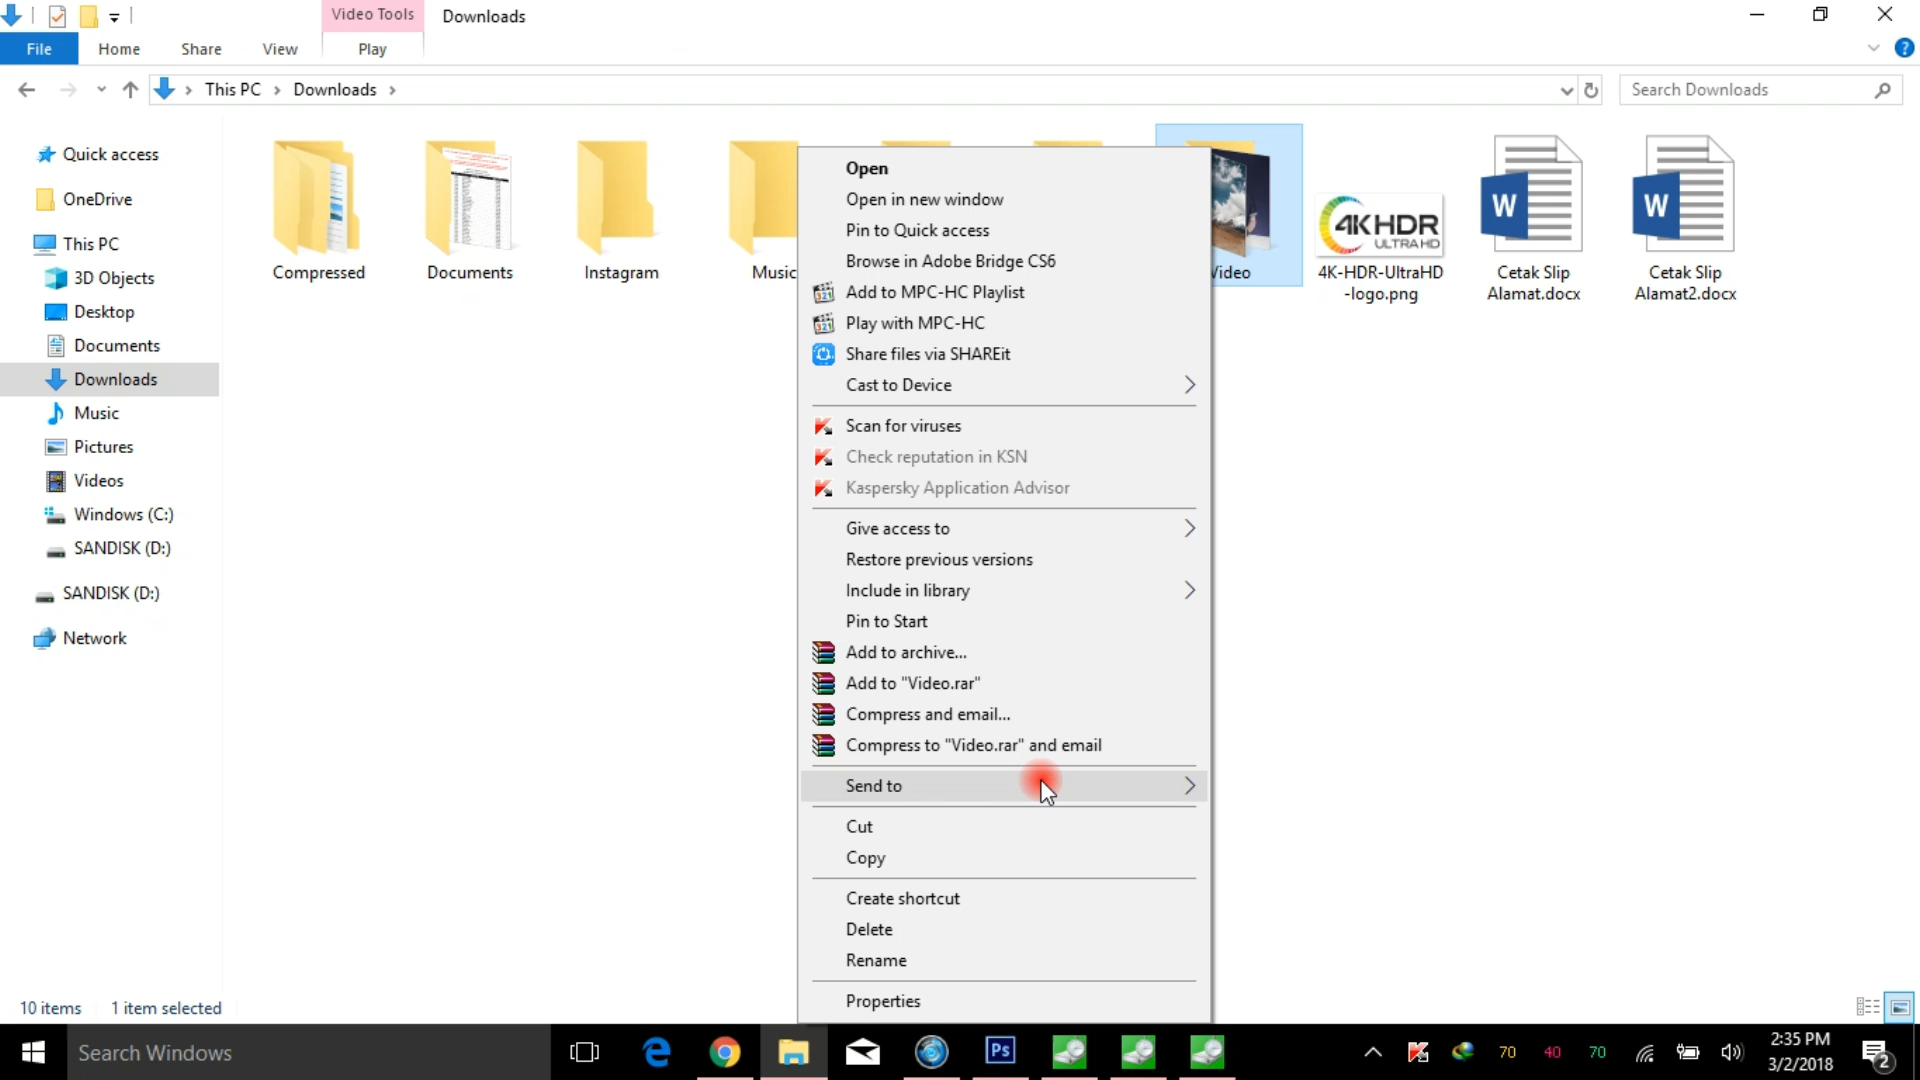 Video Tools
Downloads
File
Home
Share
View
Play
This PC
Downloads
Search Downloads
Quick access
OneDrive
This PC
3D Objects
Desktop
Documents
Downloads
Music
Pictures
Videos
Windows (C:)
SANDISK (D:)
SANDISK (D:)
Network
Compressed
Documents
Instagram
Music
Video
4K HDR
ULTRA HD
4K-HDR-UltraHD
-logo.png
W
Cetak Slip
Alamat.docx
W
Cetak Slip
Alamat2.docx
Open
Open in new window
Pin to Quick access
Browse in Adobe Bridge CS6
Add to MPC-HC Playlist
Play with MPC-HC
Share files via SHAREit
Cast to Device
Scan for viruses
Check reputation in KSN
Kaspersky Application Advisor
Give access to
Restore previous versions
Include in library
Pin to Start
Add to archive...
Add to "Video.rar"
Compress and email...
Compress to "Video.rar" and email
Send to
Cut
Copy
Create shortcut
Delete
Rename
Properties
10 items
1 item selected
Search Windows
Ps
70
40
70
2:35 PM
3/2/2018
2